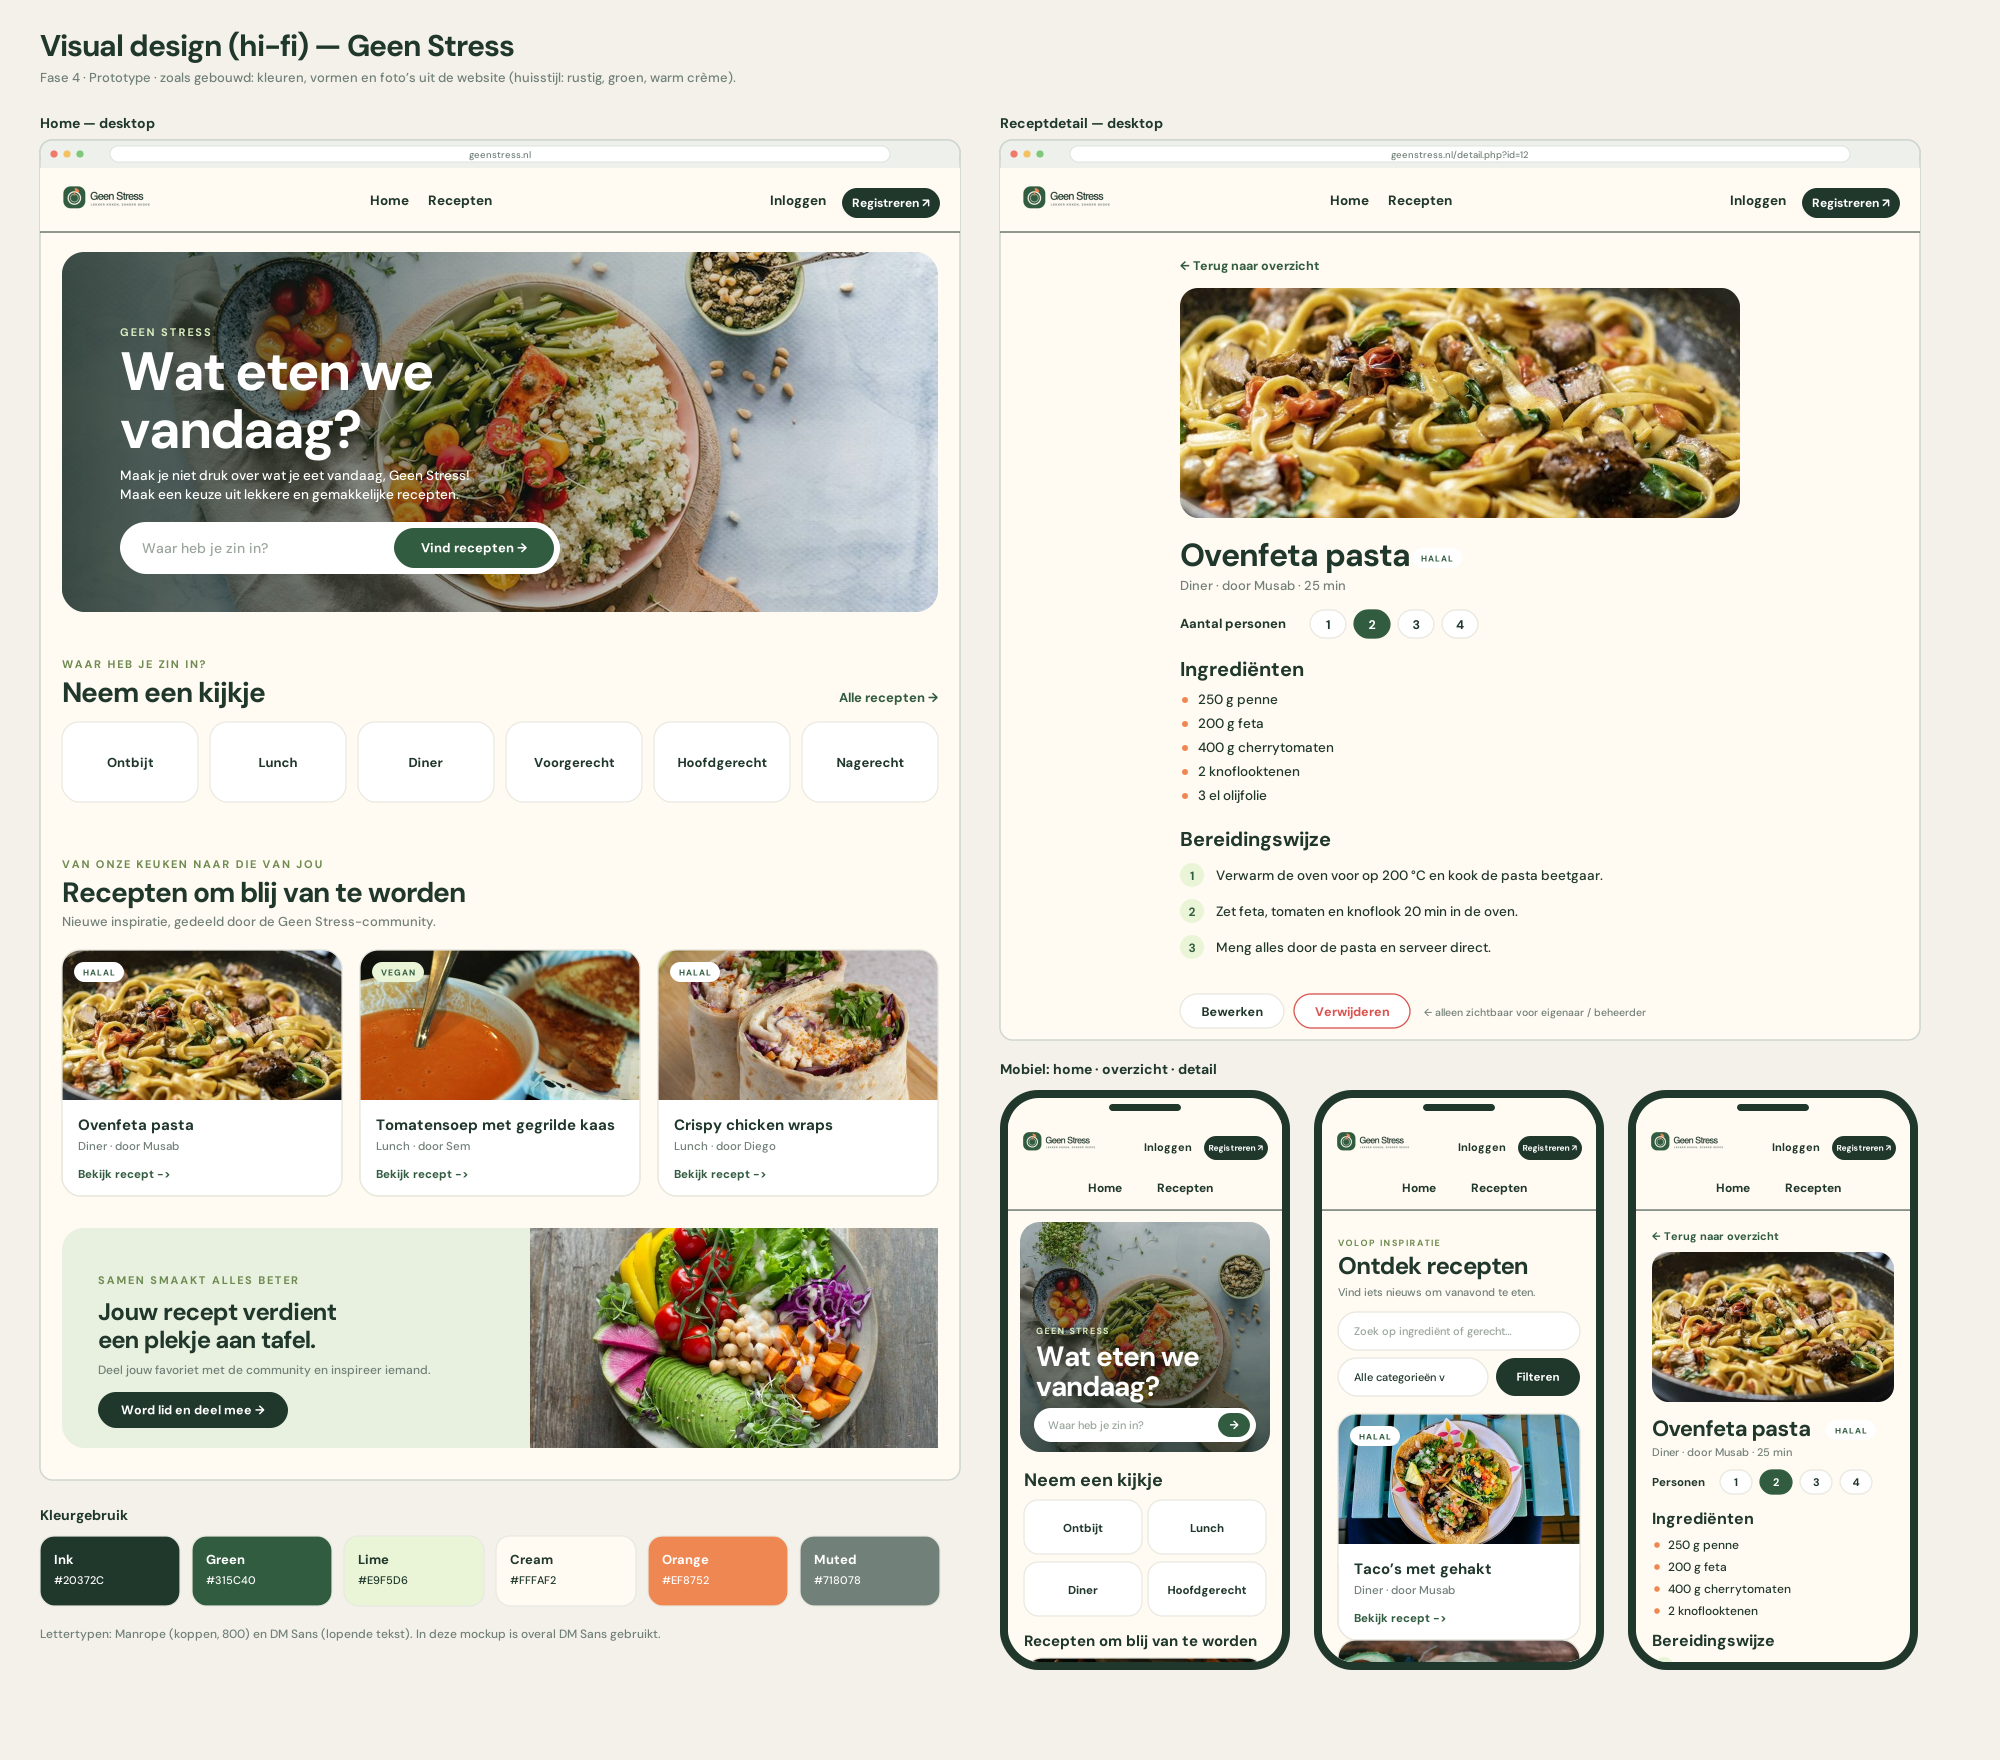 Visual design (hi-fi) — Geen Stress
Fase 4 · Prototype · zoals gebouwd: kleuren, vormen en foto's uit de website (huisstijl: rustig, groen, warm crème).
Home — desktop
geenstress.nl
Geen Stress
Home Recepten Inloggen Registreren ↗
GEEN STRESS
Wat eten we
vandaag?
Maak je niet druk over wat je eet vandaag, Geen Stress!
Maak een keuze uit lekkere en gemakkelijke recepten.
Waar heb je zin in? Vind recepten →
WAAR HEB JE ZIN IN?
Neem een kijkje
Alle recepten →
Ontbijt Lunch Diner Voorgerecht Hoofdgerecht Nagerecht
VAN ONZE KEUKEN NAAR DIE VAN JOU
Recepten om blij van te worden
Nieuwe inspiratie, gedeeld door de Geen Stress-community.
HALAL
Ovenfeta pasta
Diner · door Musab
Bekijk recept ->
VEGAN
Tomatensoep met gegrilde kaas
Lunch · door Sem
Bekijk recept ->
HALAL
Crispy chicken wraps
Lunch · door Diego
Bekijk recept ->
SAMEN SMAAKT ALLES BETER
Jouw recept verdient
een plekje aan tafel.
Deel jouw favoriet met de community en inspireer iemand.
Word lid en deel mee →
Kleurgebruik
Ink
#20372C
Green
#315C40
Lime
#E9F5D6
Cream
#FFFAF2
Orange
#EF8752
Muted
#718078
Lettertypen: Manrope (koppen, 800) en DM Sans (lopende tekst). In deze mockup is overal DM Sans gebruikt.
Receptdetail — desktop
geenstress.nl/detail.php?id=12
Geen Stress
Home Recepten Inloggen Registreren ↗
← Terug naar overzicht
Ovenfeta pasta HALAL
Diner · door Musab · 25 min
Aantal personen 1 2 3 4
Ingrediënten
250 g penne
200 g feta
400 g cherrytomaten
2 knoflooktenen
3 el olijfolie
Bereidingswijze
1 Verwarm de oven voor op 200 °C en kook de pasta beetgaar.
2 Zet feta, tomaten en knoflook 20 min in de oven.
3 Meng alles door de pasta en serveer direct.
Bewerken Verwijderen ← alleen zichtbaar voor eigenaar / beheerder
Mobiel: home · overzicht · detail
Geen Stress
Inloggen Registreren ↗
Home Recepten
GEEN STRESS
Wat eten we
vandaag?
Waar heb je zin in? →
Neem een kijkje
Ontbijt Lunch
Diner Hoofdgerecht
Recepten om blij van te worden
Geen Stress
Inloggen Registreren ↗
Home Recepten
VOLOP INSPIRATIE
Ontdek recepten
Vind iets nieuws om vanavond te eten.
Zoek op ingrediënt of gerecht...
Alle categorieën v Filteren
HALAL
Taco's met gehakt
Diner · door Musab
Bekijk recept ->
Geen Stress
Inloggen Registreren ↗
Home Recepten
← Terug naar overzicht
Ovenfeta pasta HALAL
Diner · door Musab · 25 min
Personen 1 2 3 4
Ingrediënten
250 g penne
200 g feta
400 g cherrytomaten
2 knoflooktenen
Bereidingswijze